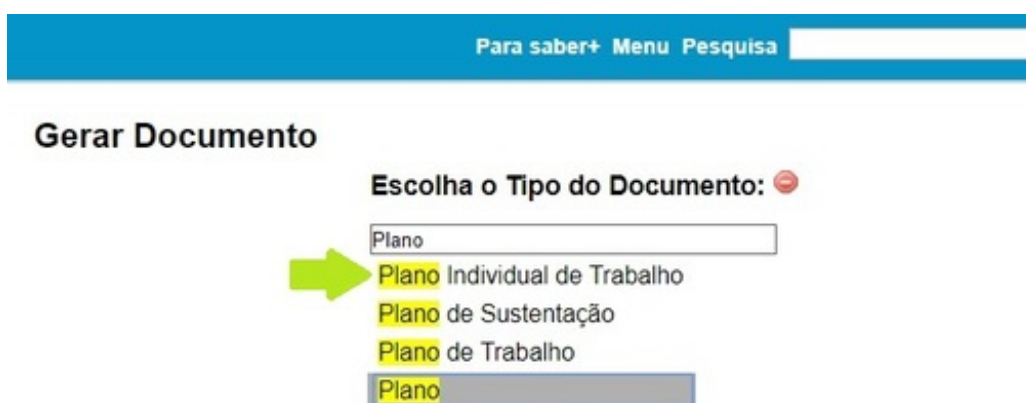 Para saber+ Menu Pesquisa
Gerar Documento
Escolha o Tipo do Documento:
Plano
Plano Individual de Trabalho
Plano de Sustentação
Plano de Trabalho
Plano